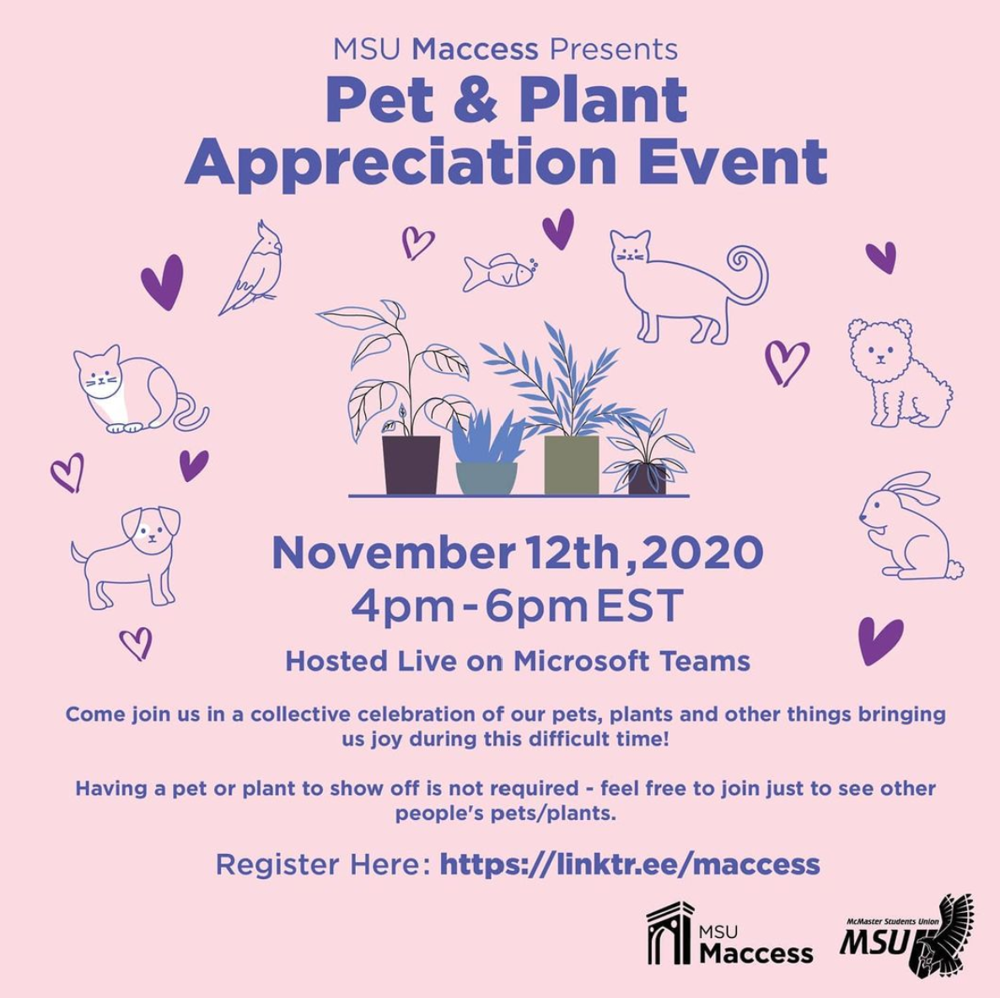 MSU Maccess Presents
Pet & Plant
Appreciation Event
November 12th,2020
4pm-6pm EST
Hosted Live on Microsoft Teams
Come join us in a collective celebration of our pets, plants and other things bringing
us joy during this difficult time!
Having a pet or plant to show off is not required - feel free to join just to see other
people's pets/plants.
Register Here: https://linktr.ee/maccess
MSU
Maccess
McMaster Students Union
MSU